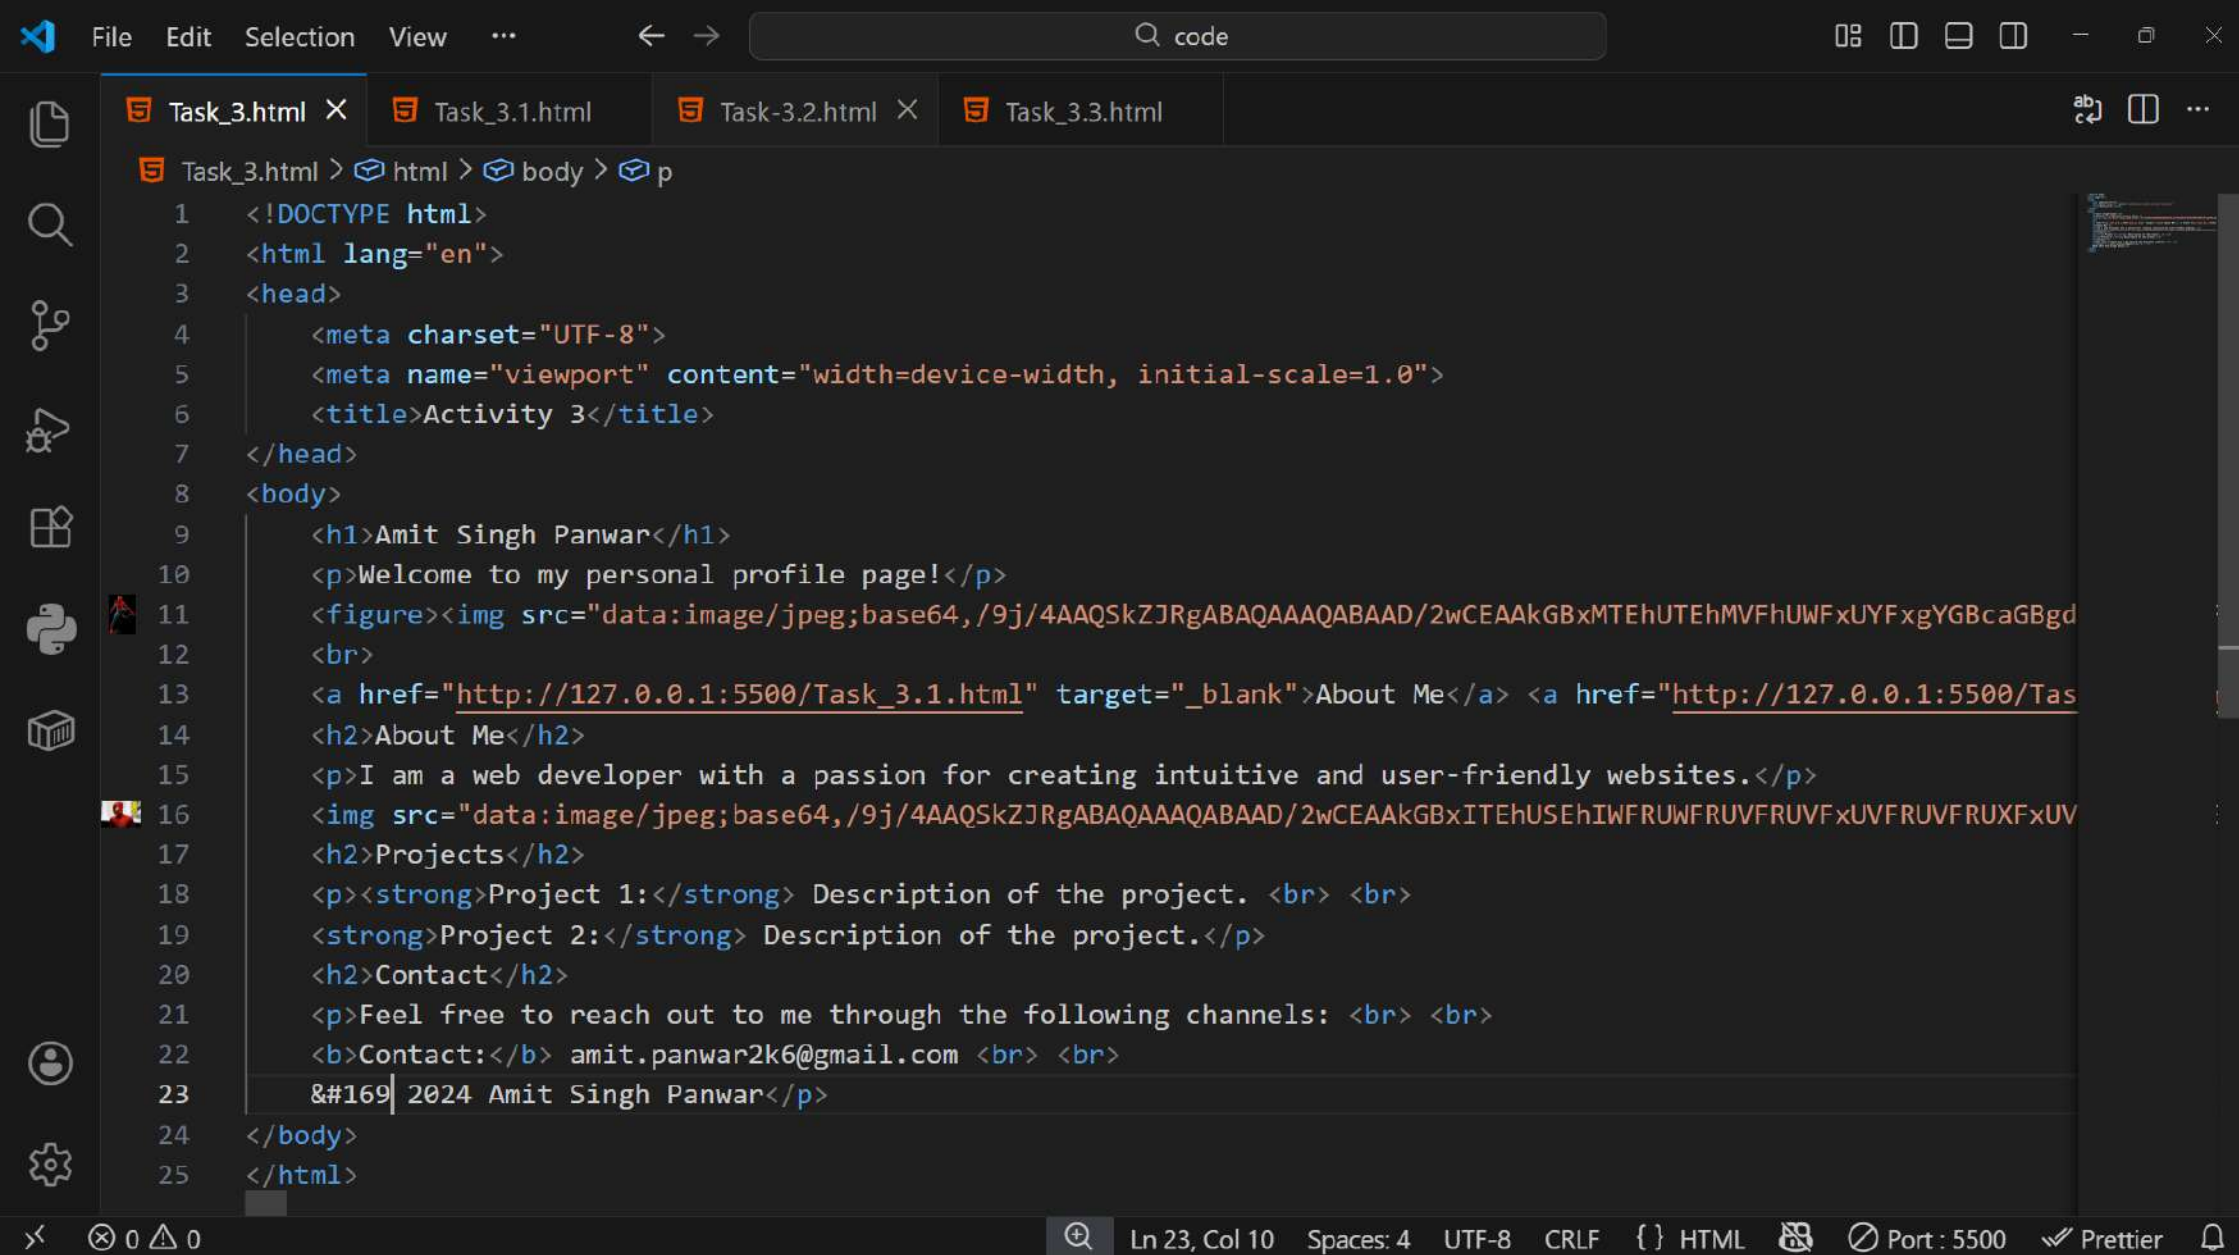 File Edit Selection View ··· code
Task_3.html Task_3.1.html Task-3.2.html Task_3.3.html
Task_3.html > html > body > p
1 <!DOCTYPE html>
2 <html lang="en">
3 <head>
4 <meta charset="UTF-8">
5 <meta name="viewport" content="width=device-width, initial-scale=1.0">
6 <title>Activity 3</title>
7 </head>
8 <body>
9 <h1>Amit Singh Panwar</h1>
10 <p>Welcome to my personal profile page!</p>
11 <figure><img src="data:image/jpeg;base64,/9j/4AAQSkZJRgABAQAAAQABAAD/2wCEAAkGBxMTEhUTEhMVFhUWFxUYFxgYGBcaGBgd
12 <br>
13 <a href="http://127.0.0.1:5500/Task_3.1.html" target="_blank">About Me</a> <a href="http://127.0.0.1:5500/Tas
14 <h2>About Me</h2>
15 <p>I am a web developer with a passion for creating intuitive and user-friendly websites.</p>
16 <img src="data:image/jpeg;base64,/9j/4AAQSkZJRgABAQAAAQABAAD/2wCEAAkGBxITEhUSEhIWFRUWFRUVFRUVFxUVFRUVFRUXFxUV
17 <h2>Projects</h2>
18 <p><strong>Project 1:</strong> Description of the project. <br> <br>
19 <strong>Project 2:</strong> Description of the project.</p>
20 <h2>Contact</h2>
21 <p>Feel free to reach out to me through the following channels: <br> <br>
22 <b>Contact:</b> amit.panwar2k6@gmail.com <br> <br>
23 &#169 2024 Amit Singh Panwar</p>
24 </body>
25 </html>
0 0 Ln 23, Col 10 Spaces: 4 UTF-8 CRLF {} HTML Port : 5500 Prettier